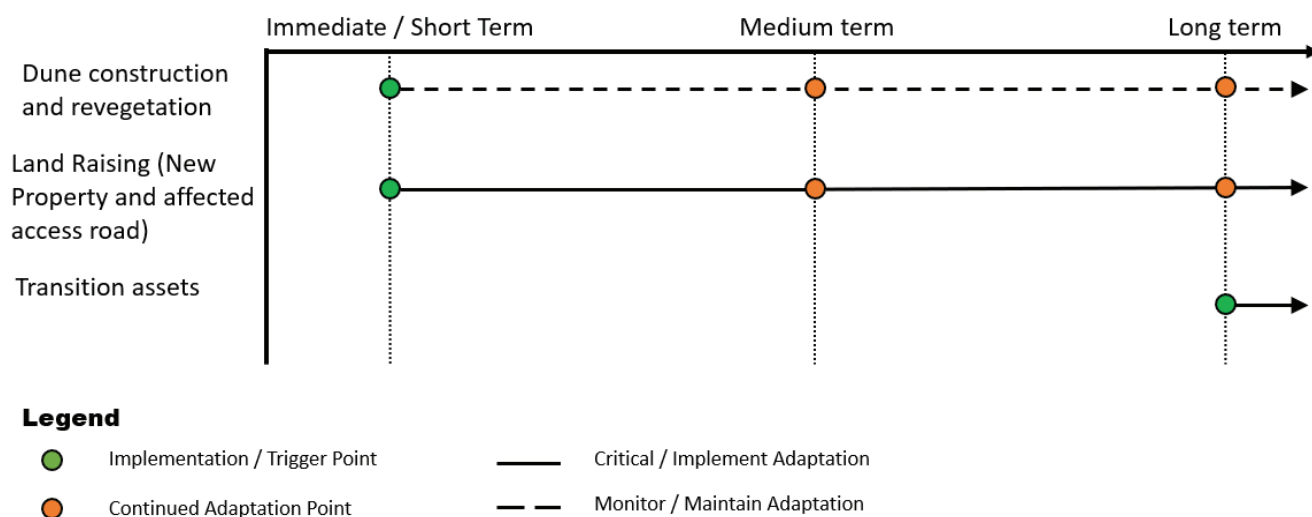 Immediate / Short Term
Medium term
Long term
Dune construction
and revegetation
Land Raising (New
Property and affected
access road)
Transition assets
Legend
Implementation / Trigger Point
Critical / Implement Adaptation
Continued Adaptation Point
Monitor / Maintain Adaptation